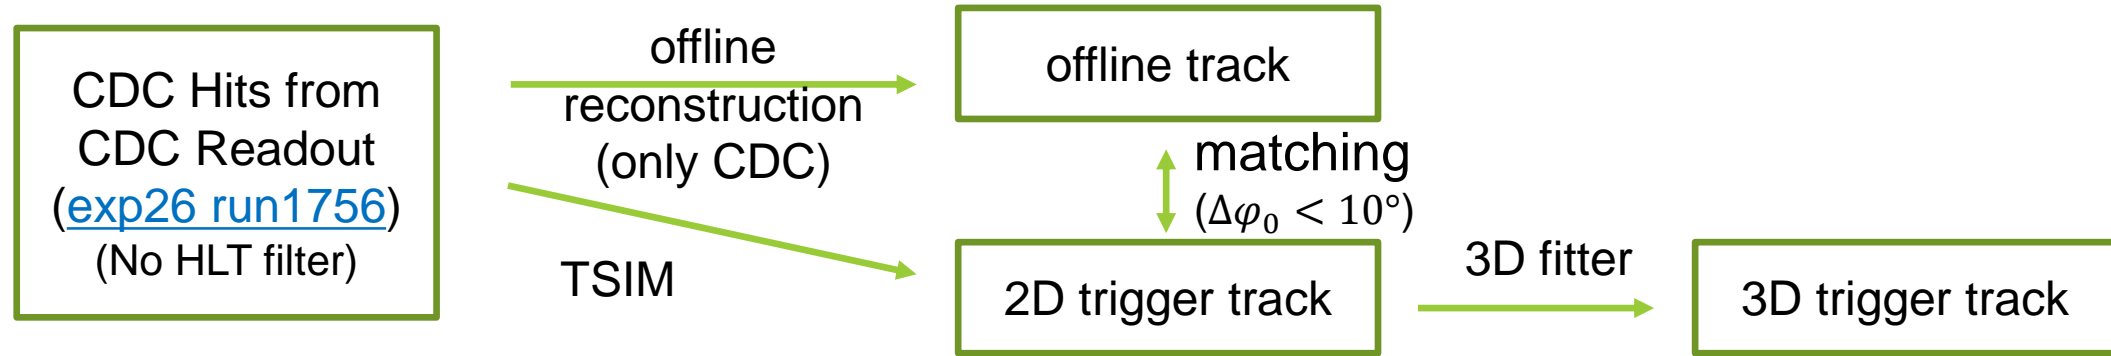 CDC Hits from
CDC Readout
(exp26 run1756)
(No HLT filter)
offline
reconstruction
(only CDC)
TSIM
offline track
matching
(Δφ₀ < 10°)
2D trigger track
3D fitter
3D trigger track